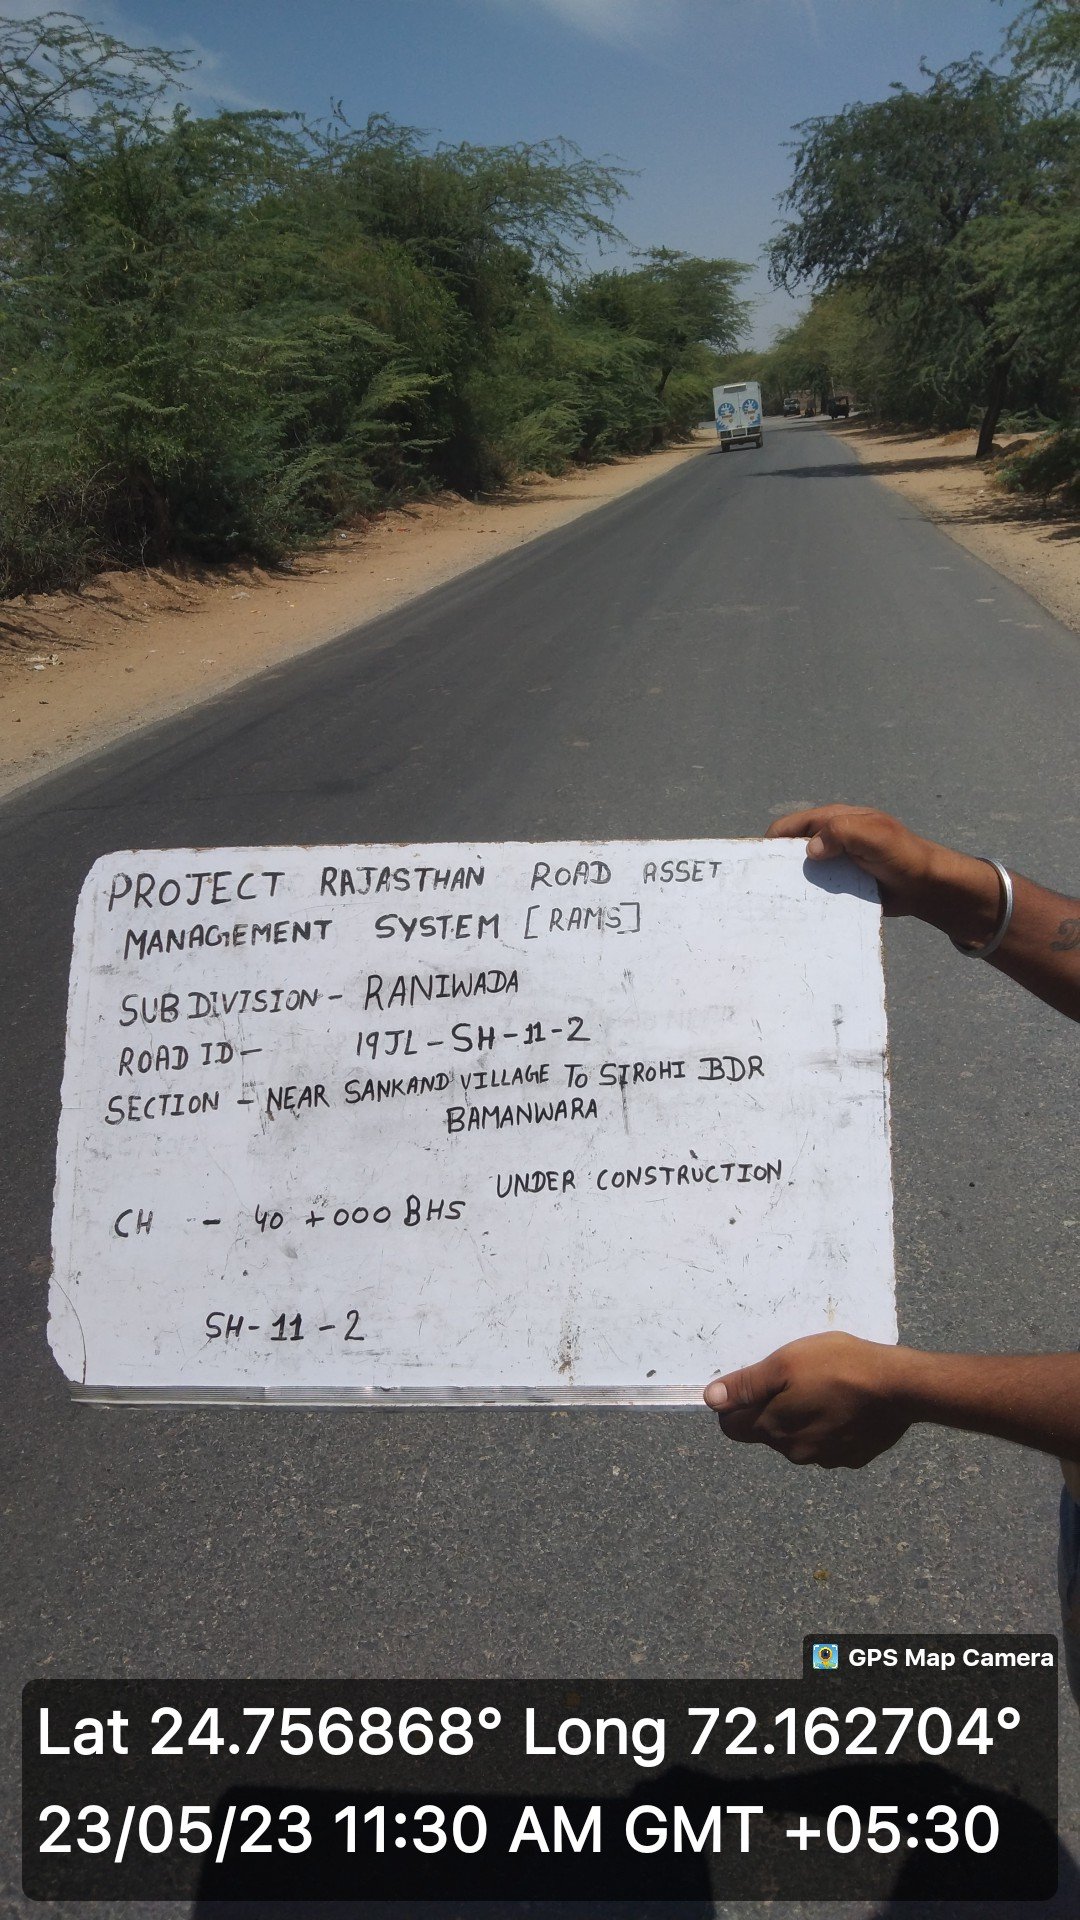 PROJECT RAJASTHAN ROAD ASSET
MANAGEMENT SYSTEM [RAMS]
SUB DIVISION - RANIWADA
ROAD ID - 19JL-SH-11-2
SECTION - NEAR SANKAND VILLAGE TO SIROHI BDR
BAMANWARA
UNDER CONSTRUCTION.
CH - 40 +000 BHS
SH-11-2
GPS Map Camera
Lat 24.756868° Long 72.162704°
23/05/23 11:30 AM GMT +05:30